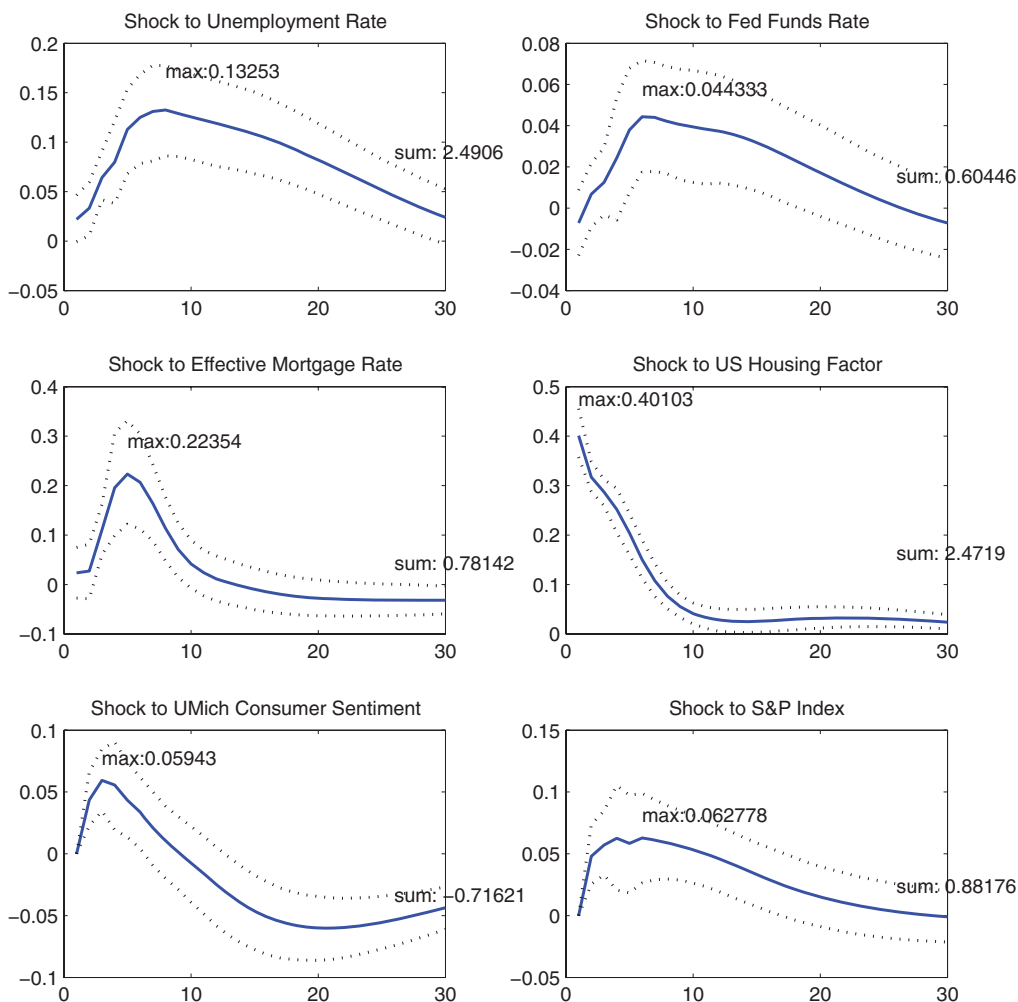 Shock to Unemployment Rate
0.2
0.15
0.1
0.05
0
−0.05
max:0.13253
sum: 2.4906
0 10 20 30
Shock to Fed Funds Rate
0.08
0.06
0.04
0.02
0
−0.02
−0.04
max:0.044333
sum: 0.60446
0 10 20 30
Shock to Effective Mortgage Rate
0.4
0.3
0.2
0.1
0
−0.1
max:0.22354
sum: 0.78142
0 10 20 30
Shock to US Housing Factor
0.5
0.4
0.3
0.2
0.1
0
max:0.40103
sum: 2.4719
0 10 20 30
Shock to UMich Consumer Sentiment
0.1
0.05
0
−0.05
−0.1
max:0.05943
sum: −0.71621
0 10 20 30
Shock to S&P Index
0.15
0.1
0.05
0
−0.05
max:0.062778
sum: 0.88176
0 10 20 30